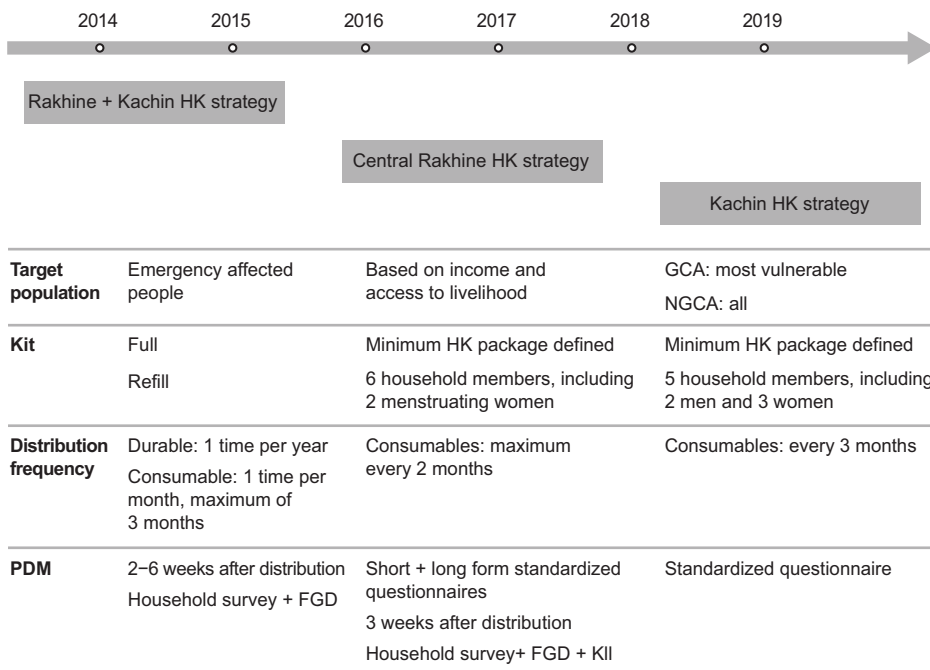 2014 2015 2016 2017 2018 2019
Rakhine + Kachin HK strategy
Central Rakhine HK strategy
Kachin HK strategy
Target
population
Emergency affected
people
Based on income and
access to livelihood
GCA: most vulnerable
NGCA: all
Kit
Full
Refill
Minimum HK package defined
6 household members, including
2 menstruating women
Minimum HK package defined
5 household members, including
2 men and 3 women
Distribution
frequency
Durable: 1 time per year
Consumable: 1 time per
month, maximum of
3 months
Consumables: maximum
every 2 months
Consumables: every 3 months
PDM
2−6 weeks after distribution
Household survey + FGD
Short + long form standardized
questionnaires
3 weeks after distribution
Household survey+ FGD + KII
Standardized questionnaire